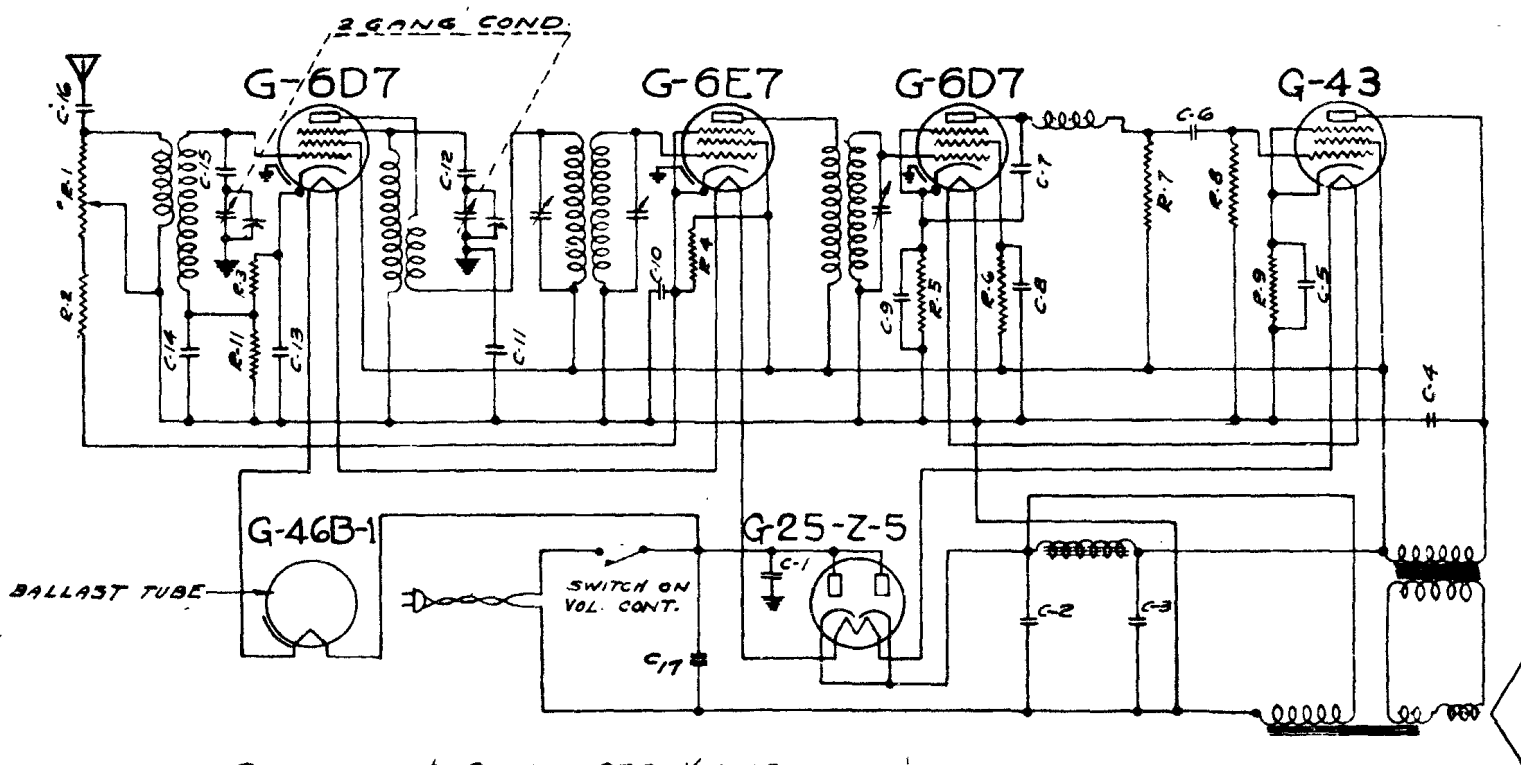 2 GANG COND.
G-6D7
G-6E7
G-6D7
G-43
C-16
R-1
R-2
C-15
C-14
R-3
R-11
C-13
C-12
C-11
C-10
R-4
C-9
R-5
R-6
C-8
C-7
C-6
R-7
R-8
R-9
C-5
C-4
G-46B-1
BALLAST TUBE
SWITCH ON
VOL. CONT.
C17
C-1
G-25-Z-5
C-2
C-3